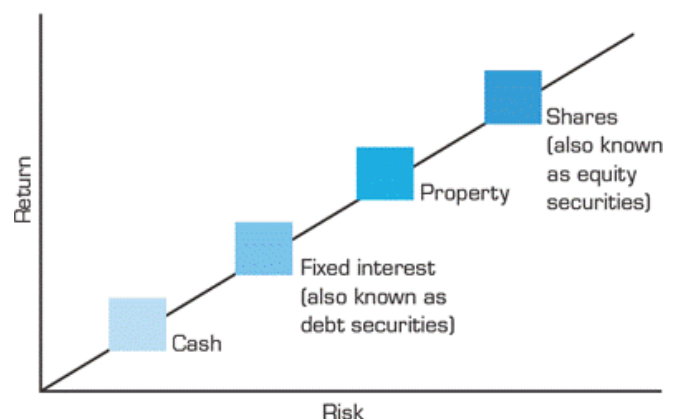 Return
Shares
(also known
as equity
securities)
Property
Fixed interest
(also known as
debt securities)
Cash
Risk